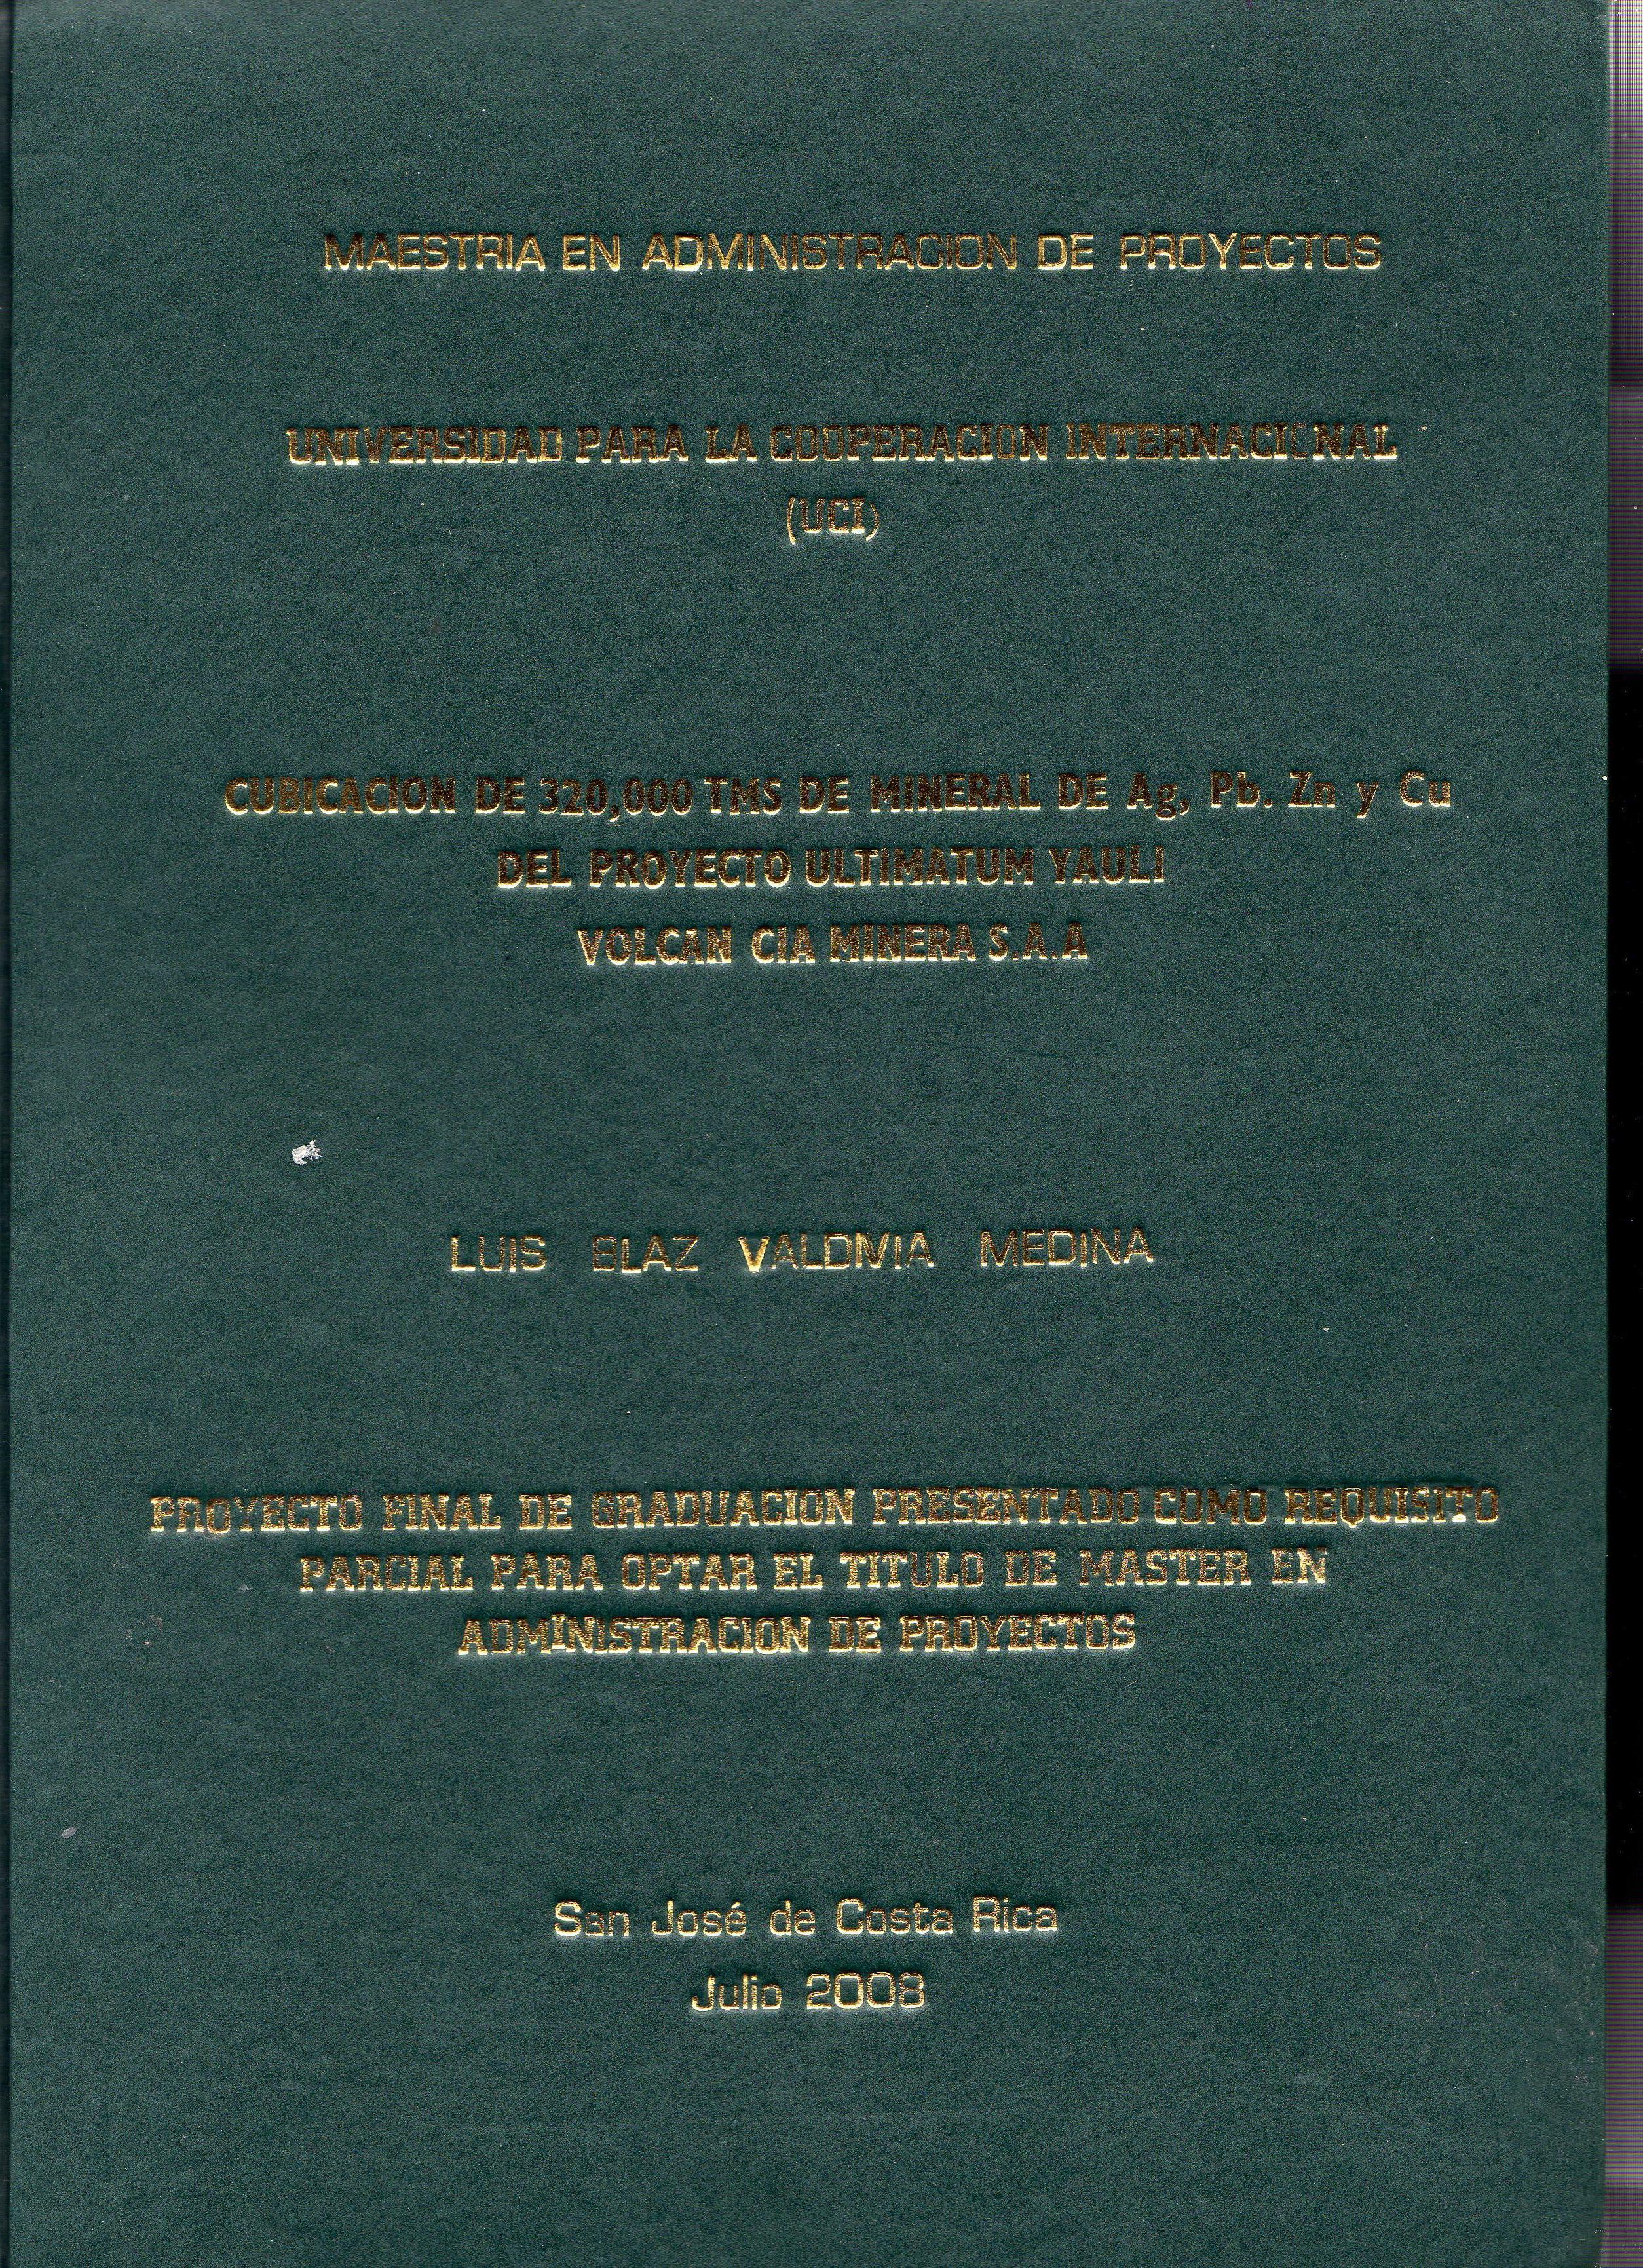 MAESTRIA EN ADMINISTRACION DE PROYECTOS
UNIVERSIDAD PARA LA COOPERACION INTERNACIONAL
(UCI)
CUBICACION DE 320,000 TMS DE MINERAL DE Ag, Pb. Zn y Cu
DEL PROYECTO ULTIMATUM YAULI
VOLCAN CIA MINERA S.A.A
LUIS BLAZ VALDIVIA MEDINA
PROYECTO FINAL DE GRADUACION PRESENTADO COMO REQUISITO
PARCIAL PARA OPTAR EL TITULO DE MASTER EN
ADMINISTRACION DE PROYECTOS
San José de Costa Rica
Julio 2008